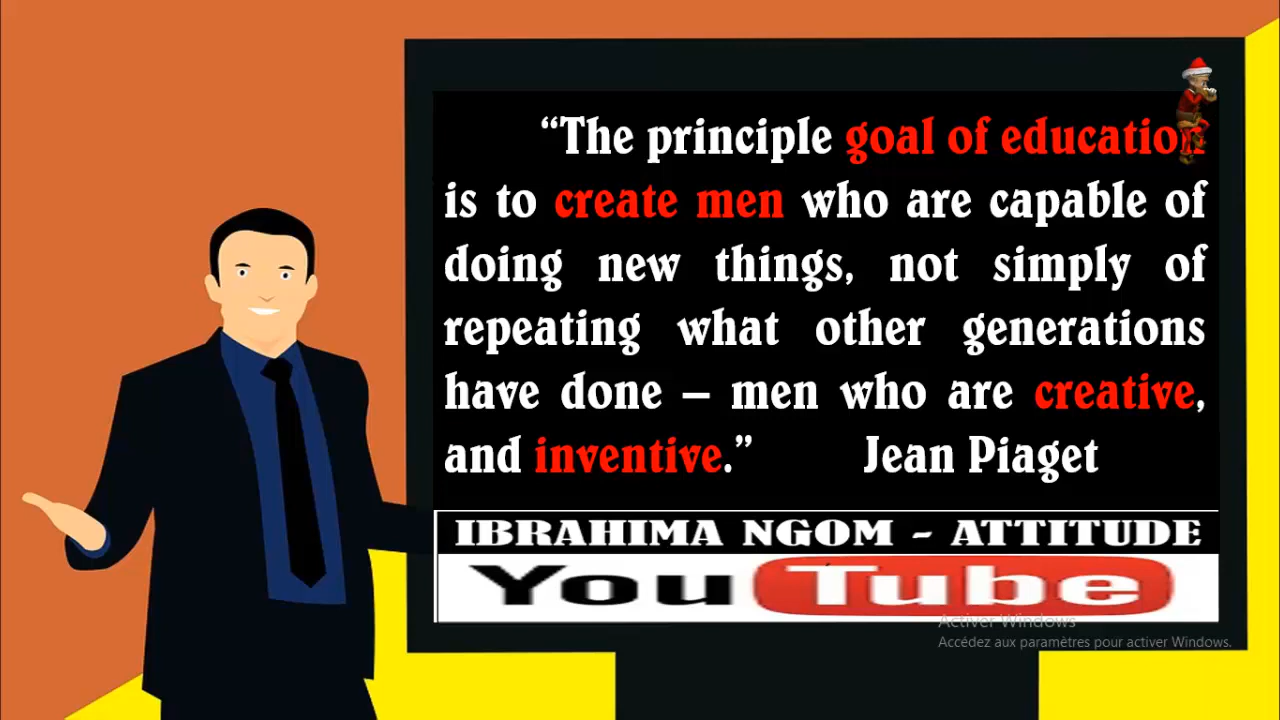 “The principle goal of education
is to create men who are capable of
doing new things, not simply of
repeating what other generations
have done – men who are creative,
and inventive.” Jean Piaget
IBRAHIMA NGOM - ATTITUDE
YouTube
Activer Windows
Accédez aux paramètres pour activer Windows.